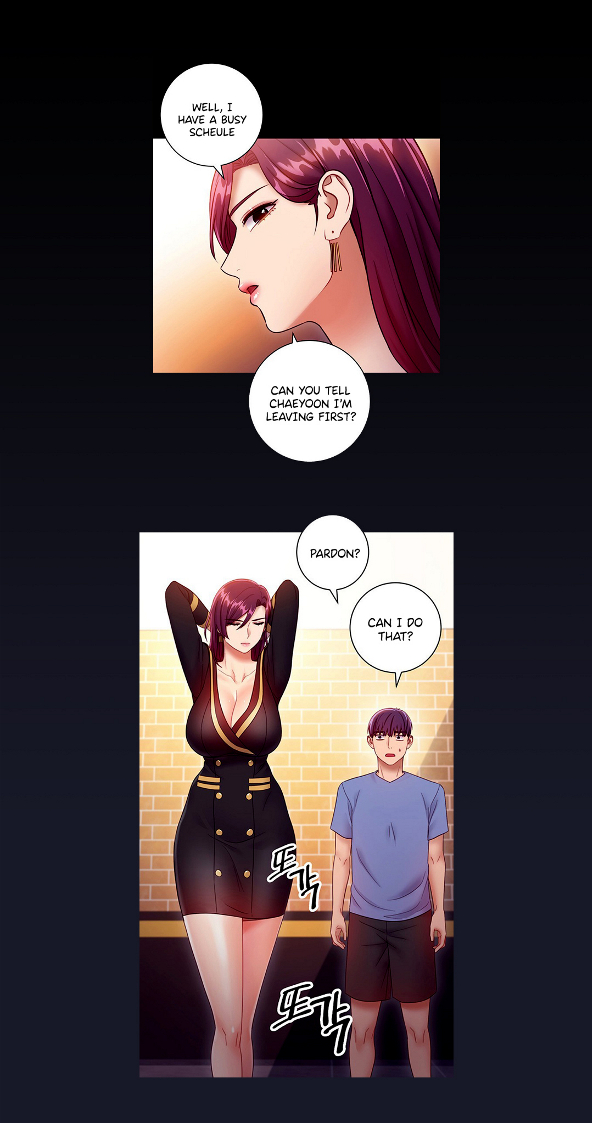 WELL, I
HAVE A BUSY
SCHEULE
CAN YOU TELL
CHAEYOON I'M
LEAVING FIRST?
PARDON?
CAN I DO
THAT?
또각
또각